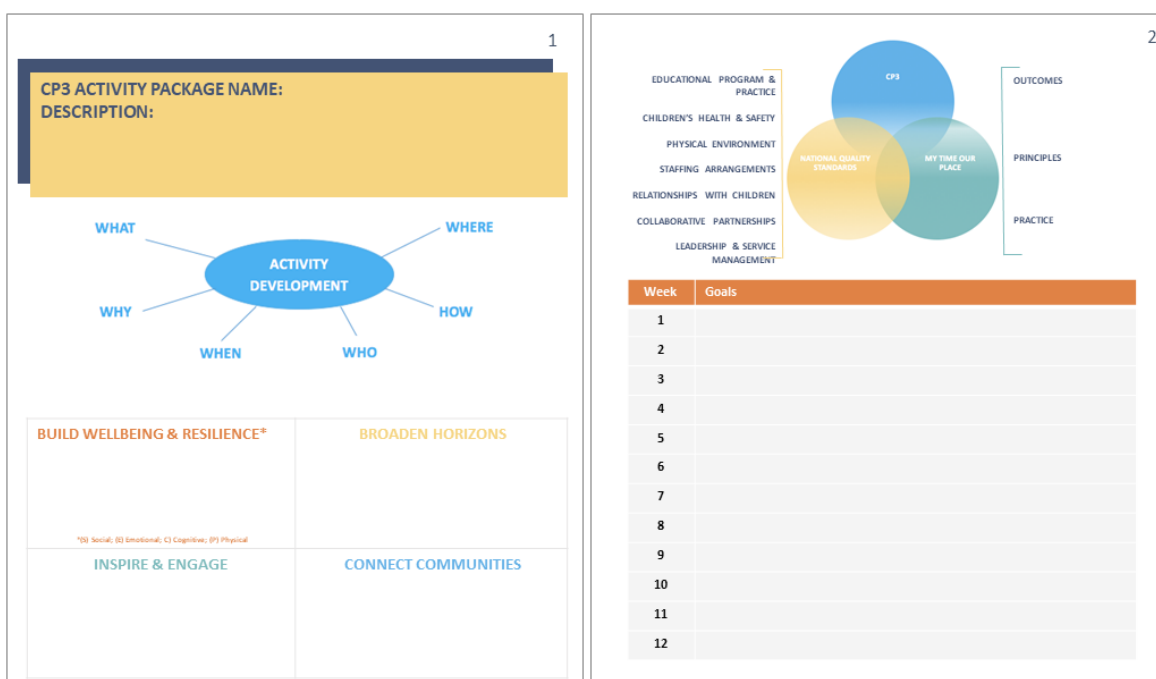 1
CP3 ACTIVITY PACKAGE NAME:
DESCRIPTION:
WHAT
WHERE
ACTIVITY
DEVELOPMENT
WHY
HOW
WHEN
WHO
BUILD WELLBEING & RESILIENCE*
*(S) Social; (E) Emotional; C) Cognitive; (P) Physical
BROADEN HORIZONS
INSPIRE & ENGAGE
CONNECT COMMUNITIES
2
EDUCATIONAL PROGRAM &
PRACTICE
CHILDREN'S HEALTH & SAFETY
PHYSICAL ENVIRONMENT
STAFFING ARRANGEMENTS
RELATIONSHIPS WITH CHILDREN
COLLABORATIVE PARTNERSHIPS
LEADERSHIP & SERVICE
MANAGEMENT
CP3
NATIONAL QUALITY
STANDARDS
MY TIME OUR
PLACE
OUTCOMES
PRINCIPLES
PRACTICE
Week Goals
1
2
3
4
5
6
7
8
9
10
11
12